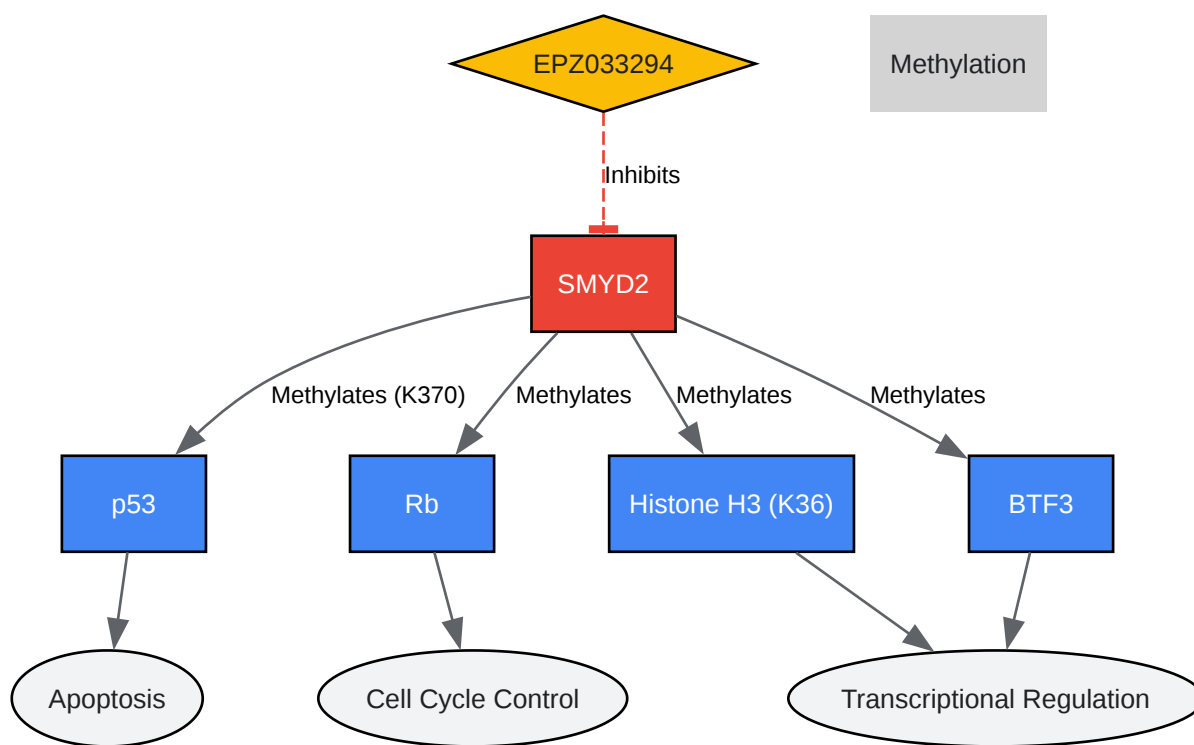 EPZ033294
Methylation
Inhibits
SMYD2
Methylates (K370)
Methylates
Methylates
Methylates
p53
Rb
Histone H3 (K36)
BTF3
Apoptosis
Cell Cycle Control
Transcriptional Regulation